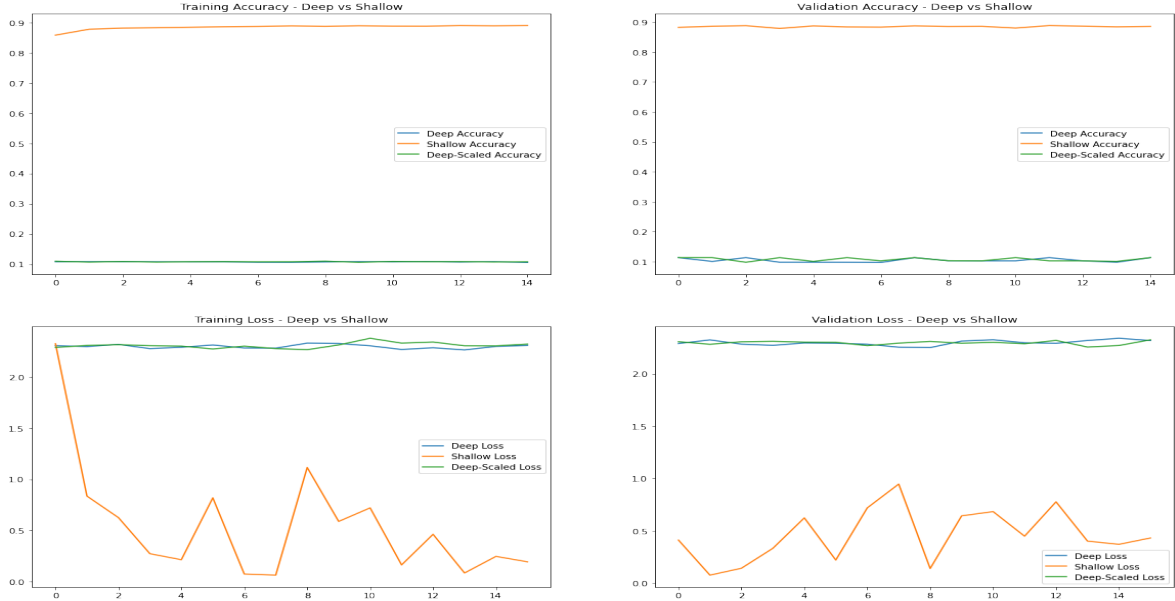 Training Accuracy - Deep vs Shallow
0.9
0.8
0.7
0.6
0.5
0.4
0.3
0.2
0.1
Deep Accuracy
Shallow Accuracy
Deep-Scaled Accuracy
0 2 4 6 8 10 12 14
Validation Accuracy - Deep vs Shallow
0.9
0.8
0.7
0.6
0.5
0.4
0.3
0.2
0.1
Deep Accuracy
Shallow Accuracy
Deep-Scaled Accuracy
0 2 4 6 8 10 12 14
Training Loss - Deep vs Shallow
2.0
1.5
1.0
0.5
0.0
Deep Loss
Shallow Loss
Deep-Scaled Loss
0 2 4 6 8 10 12 14
Validation Loss - Deep vs Shallow
2.0
1.5
1.0
0.5
0.0
Deep Loss
Shallow Loss
Deep-Scaled Loss
0 2 4 6 8 10 12 14